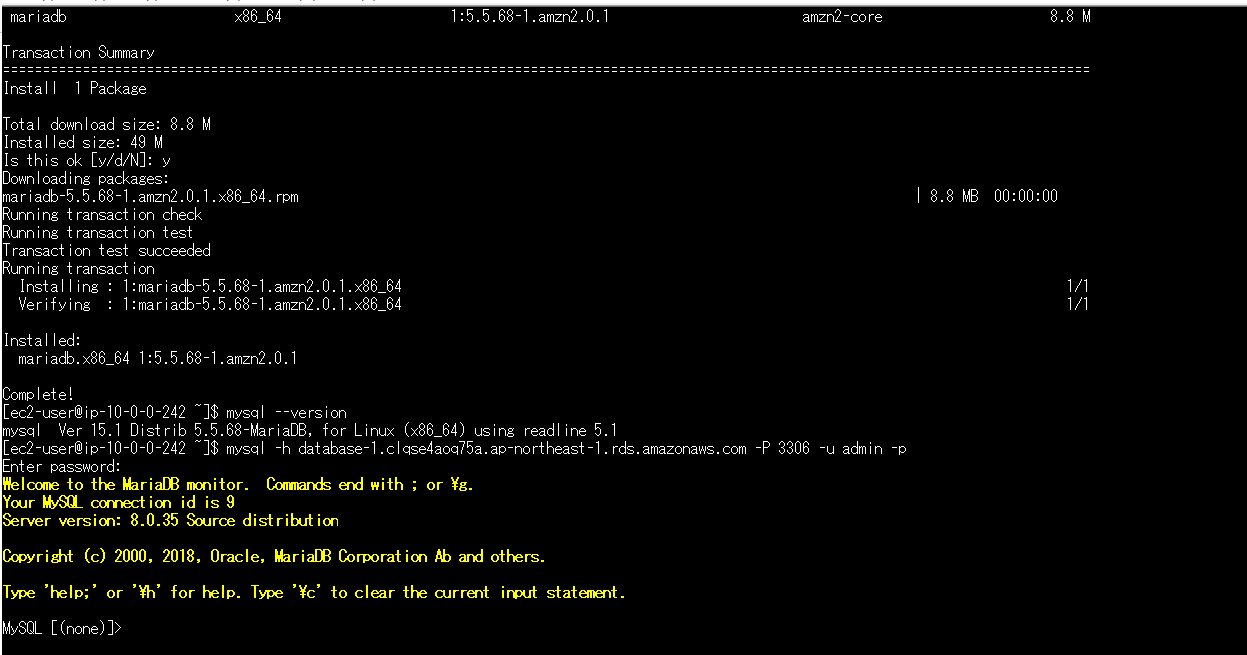 mariadb x86_64 1:5.5.68-1.amzn2.0.1 amzn2-core 8.8 M
Transaction Summary
================================================================================================================================================
Install 1 Package
Total download size: 8.8 M
Installed size: 49 M
Is this ok [y/d/N]: y
Downloading packages:
mariadb-5.5.68-1.amzn2.0.1.x86_64.rpm | 8.8 MB 00:00:00
Running transaction check
Running transaction test
Transaction test succeeded
Running transaction
Installing : 1:mariadb-5.5.68-1.amzn2.0.1.x86_64 1/1
Verifying : 1:mariadb-5.5.68-1.amzn2.0.1.x86_64 1/1
Installed:
mariadb.x86_64 1:5.5.68-1.amzn2.0.1
Complete!
[ec2-user@ip-10-0-0-242 ~]$ mysql --version
mysql Ver 15.1 Distrib 5.5.68-MariaDB, for Linux (x86_64) using readline 5.1
[ec2-user@ip-10-0-0-242 ~]$ mysql -h database-1.clqse4aoq75a.ap-northeast-1.rds.amazonaws.com -P 3306 -u admin -p
Enter password:
Welcome to the MariaDB monitor. Commands end with ; or ¥g.
Your MySQL connection id is 9
Server version: 8.0.35 Source distribution
Copyright (c) 2000, 2018, Oracle, MariaDB Corporation Ab and others.
Type 'help;' or '¥h' for help. Type '¥c' to clear the current input statement.
MySQL [(none)]>